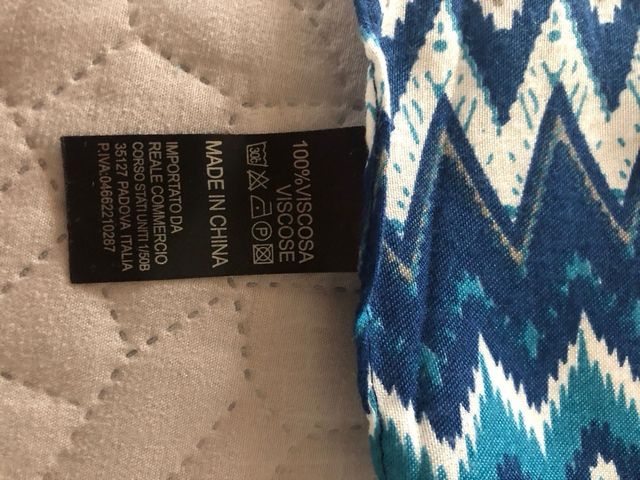 100%VISCOSA
VISCOSE
30°
P
MADE IN CHINA
IMPORTATO DA
REALE COMMERCIO
CORSO STATI UNITI 1/50B
35127 PADOVA ITALIA
P.IVA.04662210287